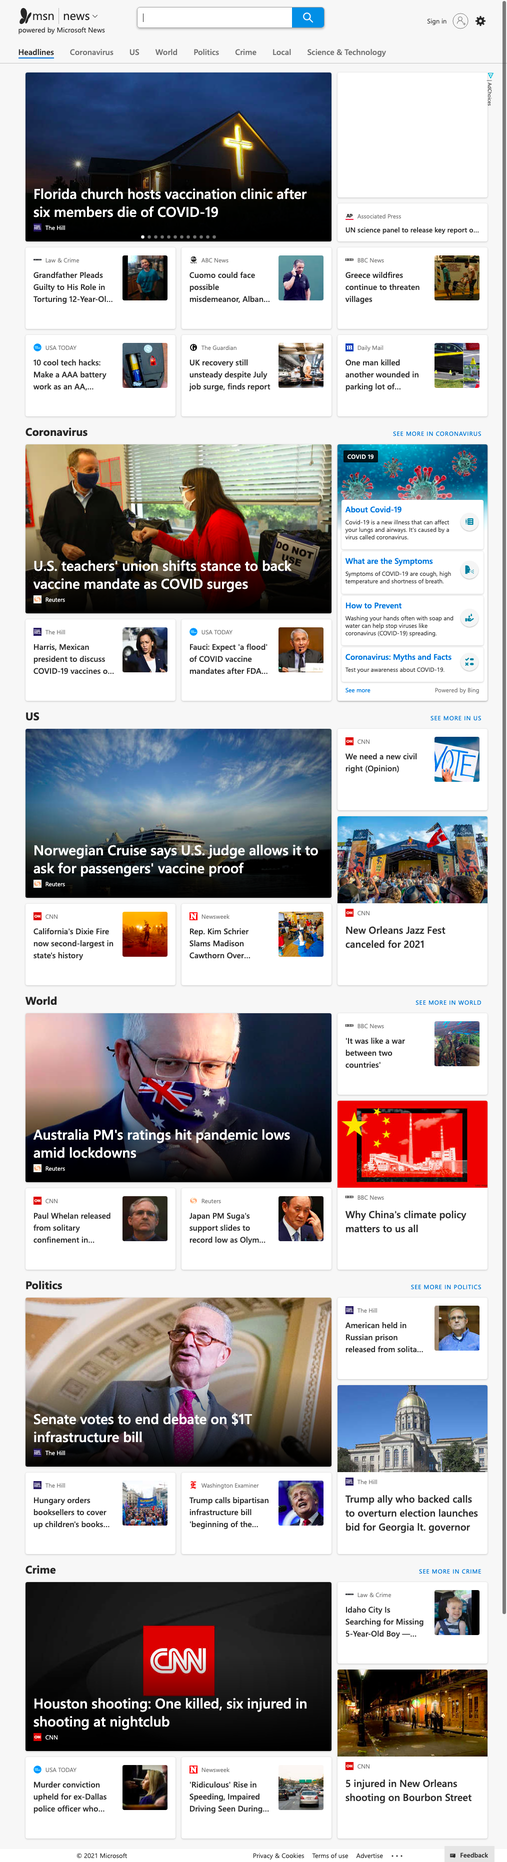 msn | news
powered by Microsoft News
Sign in
Headlines
Coronavirus
US
World
Politics
Crime
Local
Science & Technology
AdChoices
Florida church hosts vaccination clinic after
six members die of COVID-19
The Hill
Associated Press
UN science panel to release key report o...
Law & Crime
Grandfather Pleads
Guilty to His Role in
Torturing 12-Year-Ol...
ABC News
Cuomo could face
possible
misdemeanor, Alban...
BBC News
Greece wildfires
continue to threaten
villages
USA TODAY
10 cool tech hacks:
Make a AAA battery
work as an AA,...
The Guardian
UK recovery still
unsteady despite July
job surge, finds report
Daily Mail
One man killed
another wounded in
parking lot of...
Coronavirus
SEE MORE IN CORONAVIRUS
DO NOT
USE
U.S. teachers' union shifts stance to back
vaccine mandate as COVID surges
Reuters
COVID 19
About Covid-19
Covid-19 is a new illness that can affect
your lungs and airways. It's caused by a
virus called coronavirus.
What are the Symptoms
Symptoms of COVID-19 are cough, high
temperature and shortness of breath.
How to Prevent
Washing your hands often with soap and
water can help stop viruses like
coronavirus (COVID-19) spreading.
Coronavirus: Myths and Facts
Test your awareness about COVID-19.
See more
Powered by Bing
The Hill
Harris, Mexican
president to discuss
COVID-19 vaccines o...
USA TODAY
Fauci: Expect 'a flood'
of COVID vaccine
mandates after FDA...
US
SEE MORE IN US
Norwegian Cruise says U.S. judge allows it to
ask for passengers' vaccine proof
Reuters
CNN
We need a new civil
right (Opinion)
VOTE
CNN
New Orleans Jazz Fest
canceled for 2021
CNN
California's Dixie Fire
now second-largest in
state's history
Newsweek
Rep. Kim Schrier
Slams Madison
Cawthorn Over...
World
SEE MORE IN WORLD
Australia PM's ratings hit pandemic lows
amid lockdowns
Reuters
BBC News
'It was like a war
between two
countries'
BBC News
Why China's climate policy
matters to us all
CNN
Paul Whelan released
from solitary
confinement in...
Reuters
Japan PM Suga's
support slides to
record low as Olym...
Politics
SEE MORE IN POLITICS
Senate votes to end debate on $1T
infrastructure bill
The Hill
The Hill
American held in
Russian prison
released from solita...
The Hill
Trump ally who backed calls
to overturn election launches
bid for Georgia lt. governor
The Hill
Hungary orders
booksellers to cover
up children's books...
Washington Examiner
Trump calls bipartisan
infrastructure bill
'beginning of the...
Crime
SEE MORE IN CRIME
CNN
Houston shooting: One killed, six injured in
shooting at nightclub
CNN
Law & Crime
Idaho City Is
Searching for Missing
5-Year-Old Boy —...
CNN
5 injured in New Orleans
shooting on Bourbon Street
USA TODAY
Murder conviction
upheld for ex-Dallas
police officer who...
Newsweek
'Ridiculous' Rise in
Speeding, Impaired
Driving Seen During...
© 2021 Microsoft
Privacy & Cookies
Terms of use
Advertise
...
Feedback